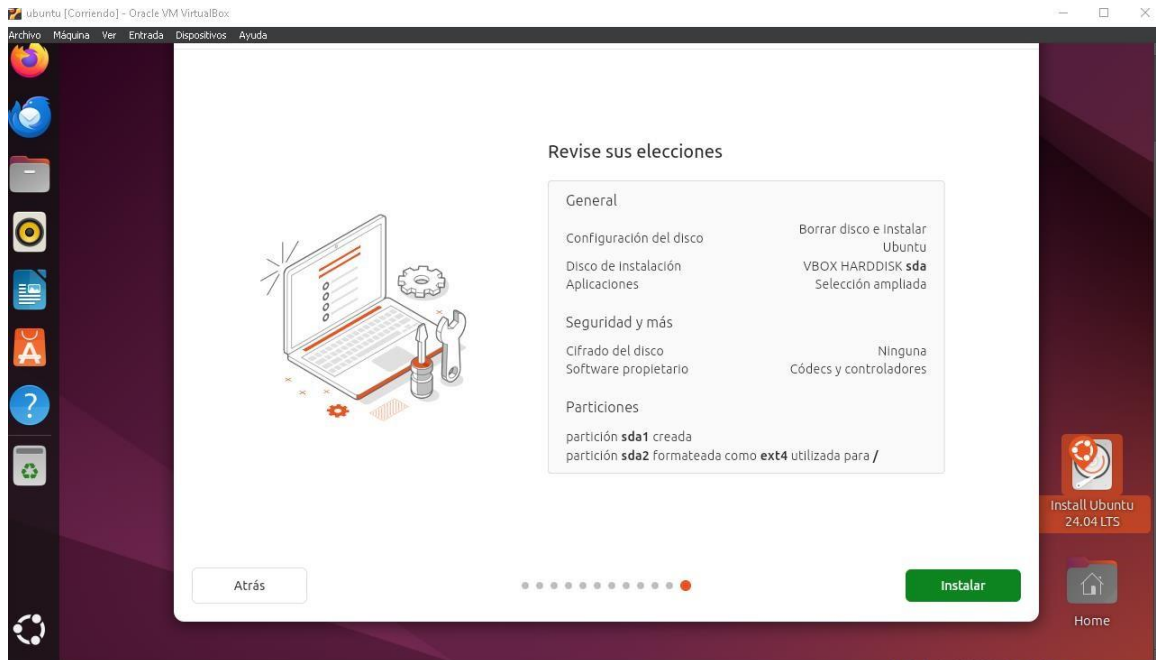 ubuntu [Corriendo] - Oracle VM VirtualBox
Archivo Máquina Ver Entrada Dispositivos Ayuda
Revise sus elecciones
General
Configuración del disco Borrar disco e instalar
Ubuntu
Disco de instalación VBOX HARDDISK sda
Aplicaciones Selección ampliada
Seguridad y más
Cifrado del disco Ninguna
Software propietario Códecs y controladores
Particiones
partición sda1 creada
partición sda2 formateada como ext4 utilizada para /
Install Ubuntu
24.04 LTS
Atrás Instalar
Home